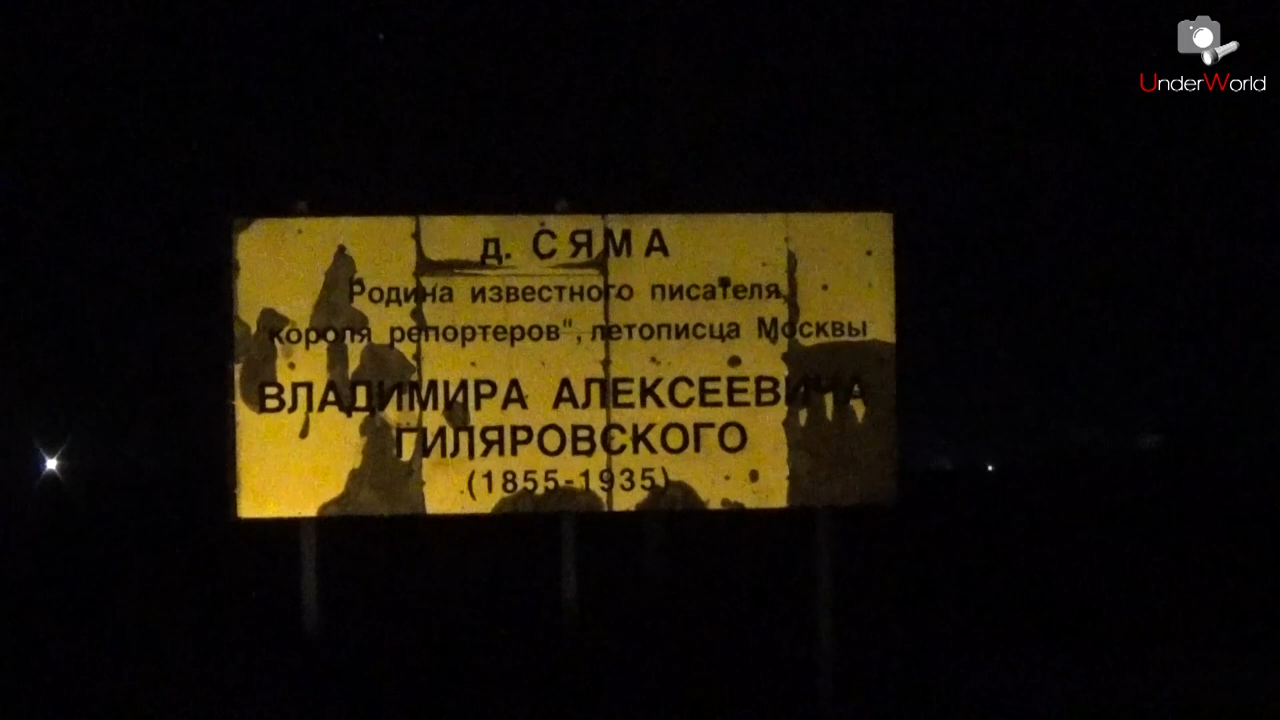 UnderWorld
д. СЯМА
Родина известного писателя,
"короля репортеров", летописца Москвы
ВЛАДИМИРА АЛЕКСЕЕВИЧА
ГИЛЯРОВСКОГО
(1855-1935)